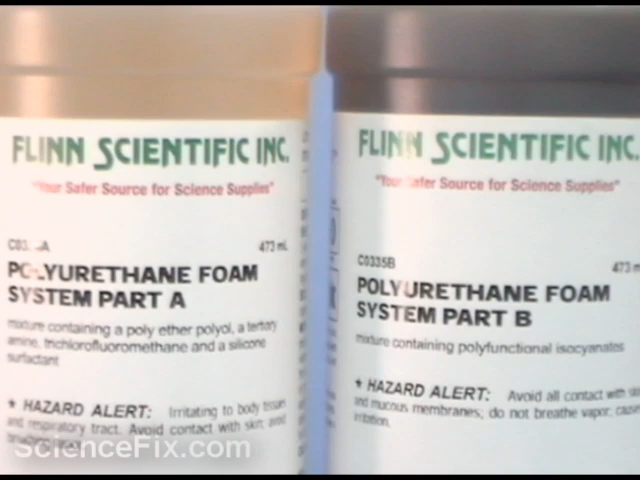 FLINN SCIENTIFIC INC.
"Your Safer Source for Science Supplies"
473 mL
POLYURETHANE FOAM
SYSTEM PART A
mixture containing a poly ether polyol, a tertiary
amine, trichlorofluoromethane and a silicone
surfactant
* HAZARD ALERT: Irritating to body tissues
and respiratory tract. Avoid contact with skin; avoid
FLINN SCIENTIFIC INC.
"Your Safer Source for Science Supplies"
C0335B 473 m
POLYURETHANE FOAM
SYSTEM PART B
mixture containing polyfunctional isocyanates
* HAZARD ALERT: Avoid all contact with
and mucous membranes; do not breathe vapor;
irritation.
ScienceFix.com